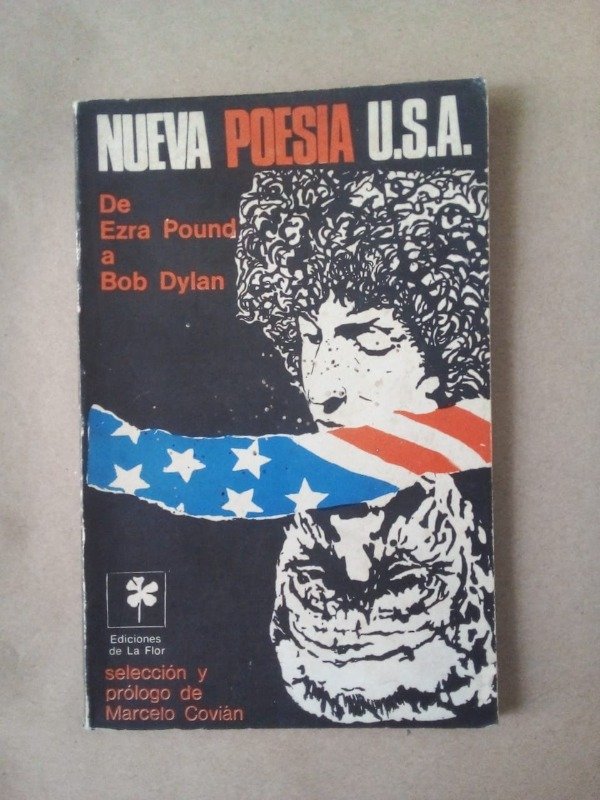 NUEVA POESIA U.S.A.
De
Ezra Pound
a
Bob Dylan
Ediciones
de La Flor
selección y
prólogo de
Marcelo Covián